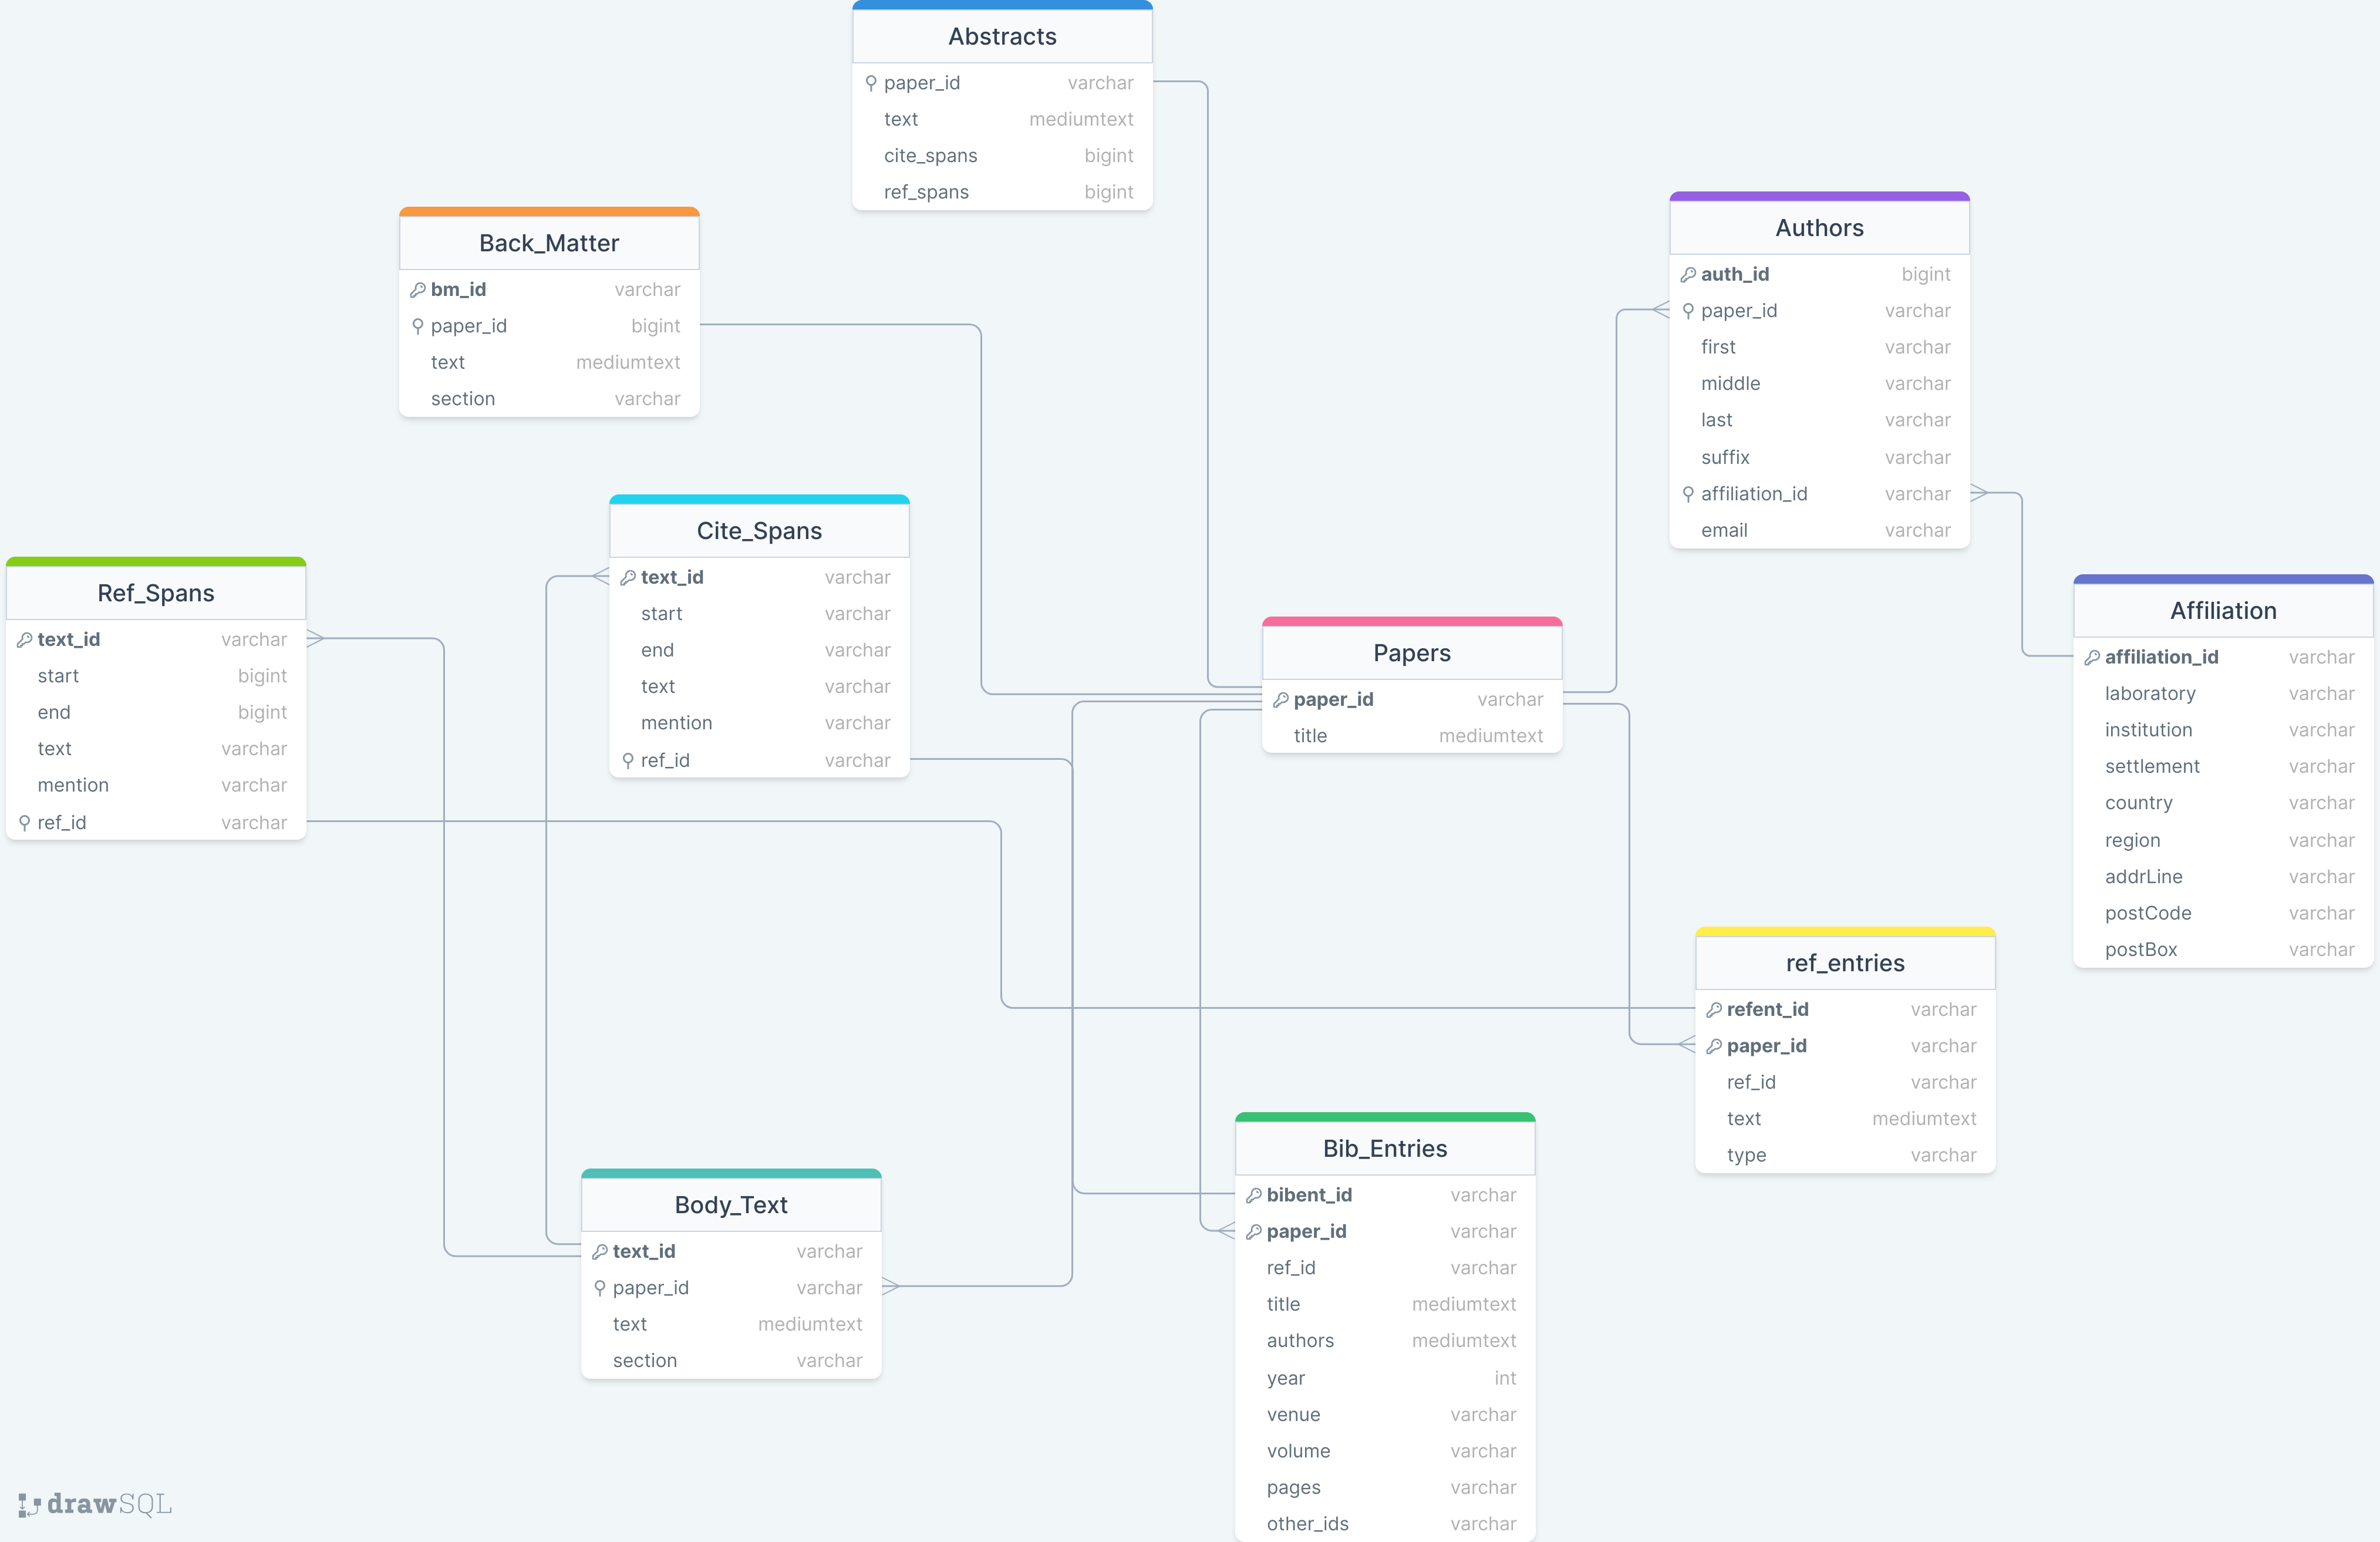 Abstracts
paper_id varchar
text mediumtext
cite_spans bigint
ref_spans bigint
Back_Matter
bm_id varchar
paper_id bigint
text mediumtext
section varchar
Authors
auth_id bigint
paper_id varchar
first varchar
middle varchar
last varchar
suffix varchar
affiliation_id varchar
email varchar
Cite_Spans
text_id varchar
start varchar
end varchar
text varchar
mention varchar
ref_id varchar
Ref_Spans
text_id varchar
start bigint
end bigint
text varchar
mention varchar
ref_id varchar
Papers
paper_id varchar
title mediumtext
Affiliation
affiliation_id varchar
laboratory varchar
institution varchar
settlement varchar
country varchar
region varchar
addrLine varchar
postCode varchar
postBox varchar
ref_entries
refent_id varchar
paper_id varchar
ref_id varchar
text mediumtext
type varchar
Bib_Entries
bibent_id varchar
paper_id varchar
ref_id varchar
title mediumtext
authors mediumtext
year int
venue varchar
volume varchar
pages varchar
other_ids varchar
Body_Text
text_id varchar
paper_id varchar
text mediumtext
section varchar
drawSQL